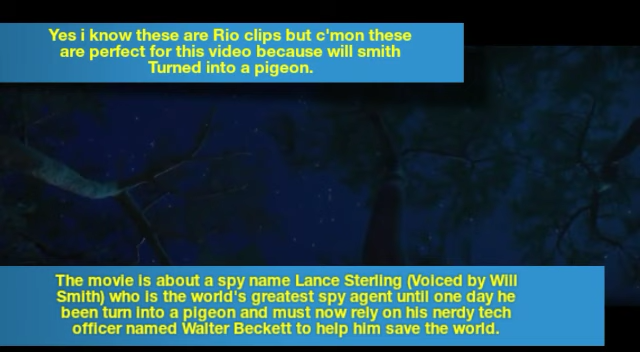 Yes i know these are Rio clips but c'mon these
are perfect for this video because will smith
Turned into a pigeon.
The movie is about a spy name Lance Sterling (Voiced by Will
Smith) who is the world's greatest spy agent until one day he
been turn into a pigeon and must now rely on his nerdy tech
officer named Walter Beckett to help him save the world.